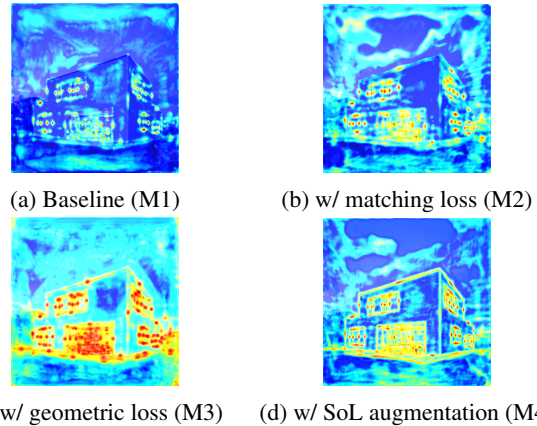 (a) Baseline (M1)
(b) w/ matching loss (M2)
w/ geometric loss (M3)
(d) w/ SoL augmentation (M4